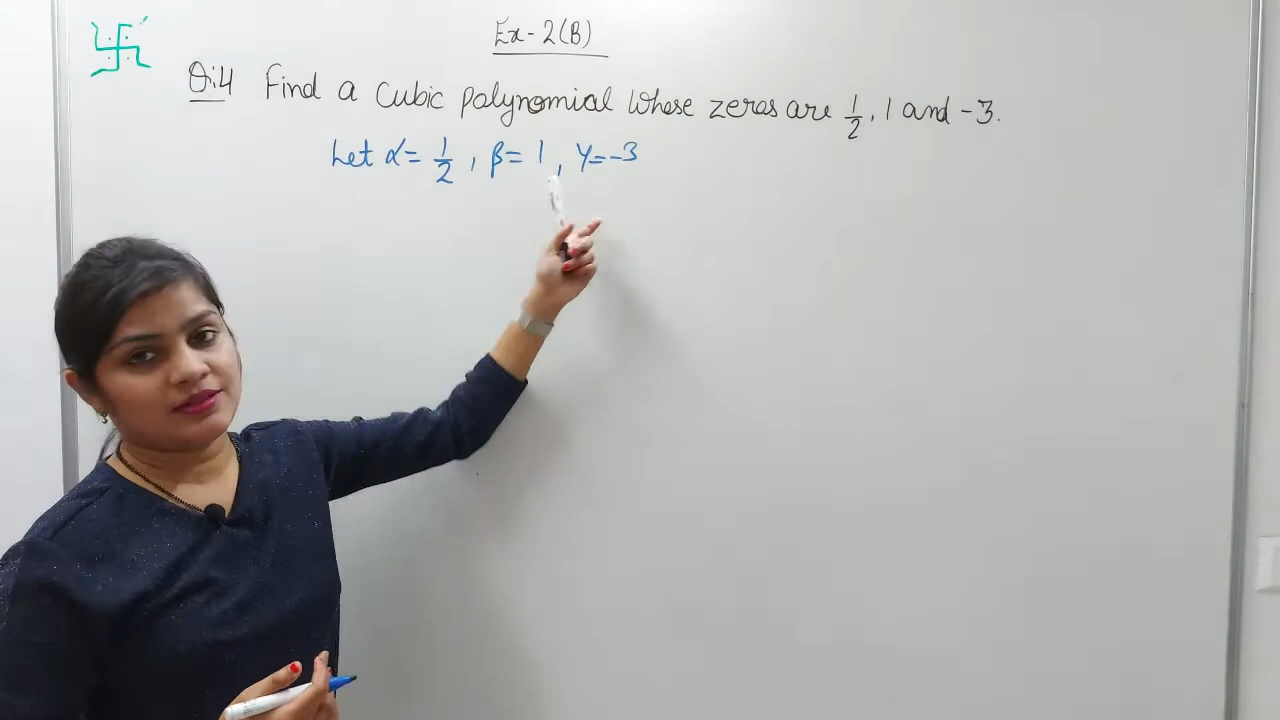 Ex-2(B)
Q:4 Find a cubic polynomial whose zeros are 1/2, 1 and -3.
Let α = 1/2, β = 1, γ = -3